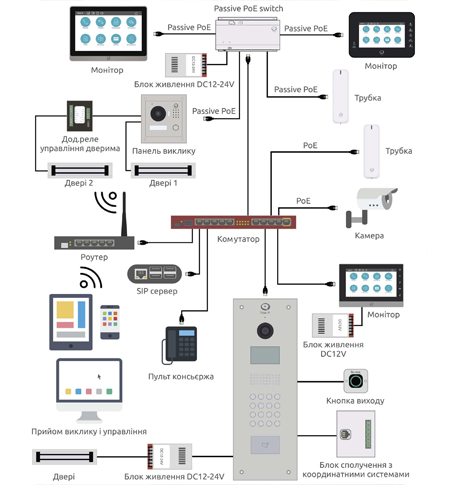 Passive PoE switch
Passive PoE
Passive PoE
Монітор
Блок живлення DC12-24V
Монітор
Passive PoE
Passive PoE
Трубка
Дод.реле
управління дверима
Панель виклику
Двері 2
Двері 1
PoE
Трубка
PoE
Камера
Комутатор
Роутер
SIP сервер
Монітор
Блок живлення
DC12V
Пульт консьєржа
Кнопка виходу
Прийом виклику і управління
Блок сполучення з
координатними системами
Двері
Блок живлення DC12-24V